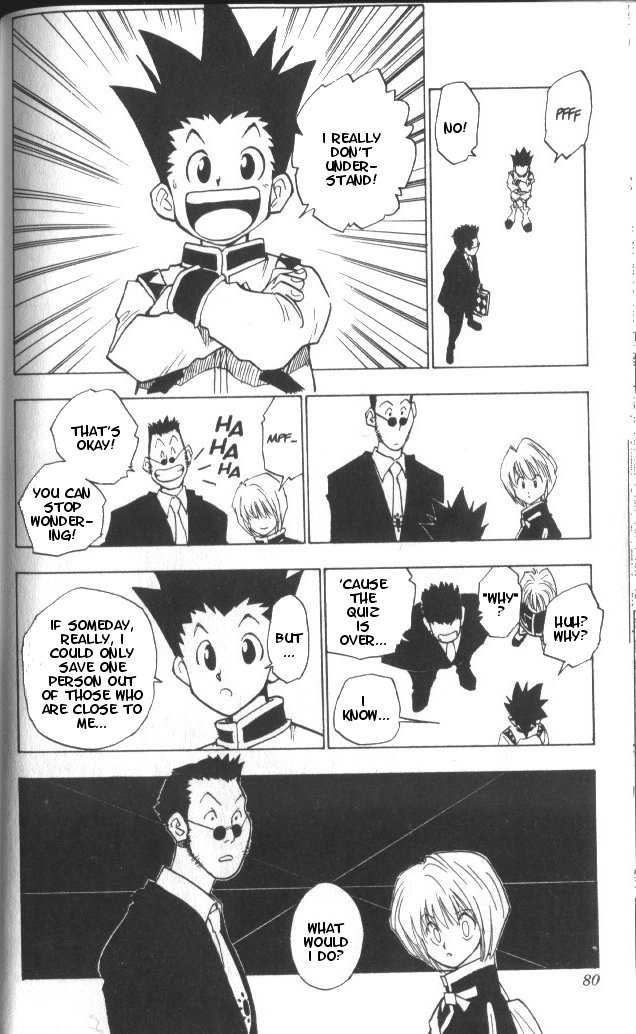 PFFF
NO!
I REALLY
DON'T
UNDER-
STAND!
MPF..
HA
HA
HA
THAT'S
OKAY!
YOU CAN
STOP
WONDER-
ING!
HUH?
WHY?
"WHY"
?
'CAUSE
THE
QUIZ
IS
OVER...
I
KNOW...
BUT
...
IF SOMEDAY,
REALLY, I
COULD ONLY
SAVE ONE
PERSON OUT
OF THOSE WHO
ARE CLOSE TO
ME...
WHAT
WOULD
I DO?
80